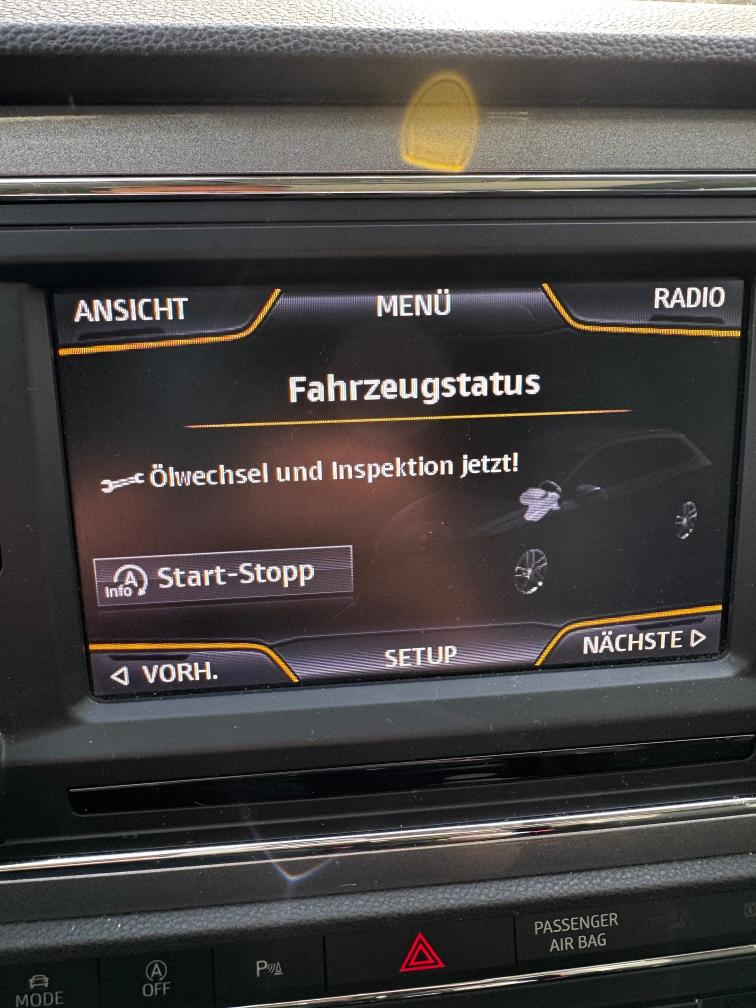 ANSICHT
MENÜ
RADIO
Fahrzeugstatus
Ölwechsel und Inspektion jetzt!
A
Info
Start-Stopp
VORH.
SETUP
NÄCHSTE
MODE
A
OFF
P
PASSENGER
AIR BAG